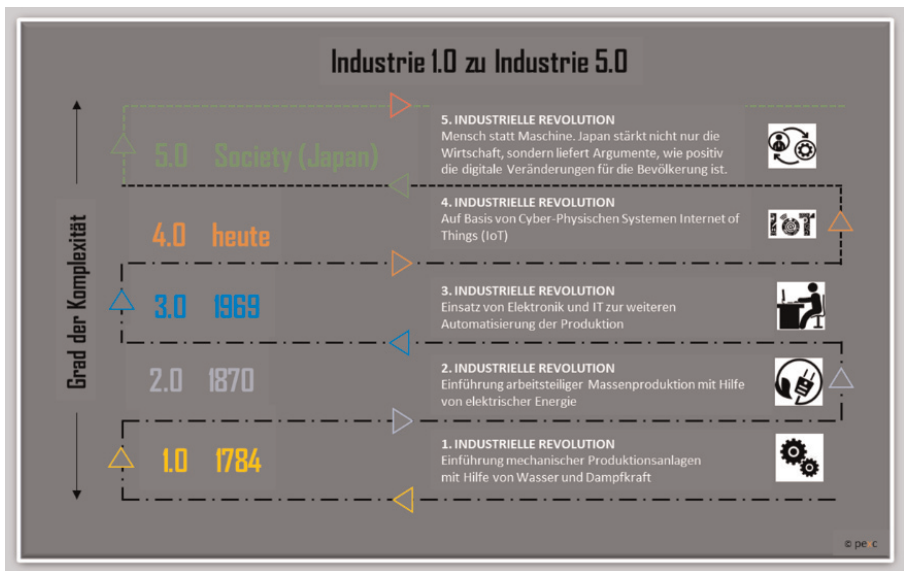 Industrie 1.0 zu Industrie 5.0
Grad der Komplexität
5.0 Society (Japan)
5. INDUSTRIELLE REVOLUTION
Mensch statt Maschine. Japan stärkt nicht nur die
Wirtschaft, sondern liefert Argumente, wie positiv
die digitale Veränderungen für die Bevölkerung ist.
4.0 heute
4. INDUSTRIELLE REVOLUTION
Auf Basis von Cyber-Physischen Systemen Internet of
Things (IoT)
IoT
3.0 1969
3. INDUSTRIELLE REVOLUTION
Einsatz von Elektronik und IT zur weiteren
Automatisierung der Produktion
2.0 1870
2. INDUSTRIELLE REVOLUTION
Einführung arbeitsteiliger Massenproduktion mit Hilfe
von elektrischer Energie
1.0 1784
1. INDUSTRIELLE REVOLUTION
Einführung mechanischer Produktionsanlagen
mit Hilfe von Wasser und Dampfkraft
©